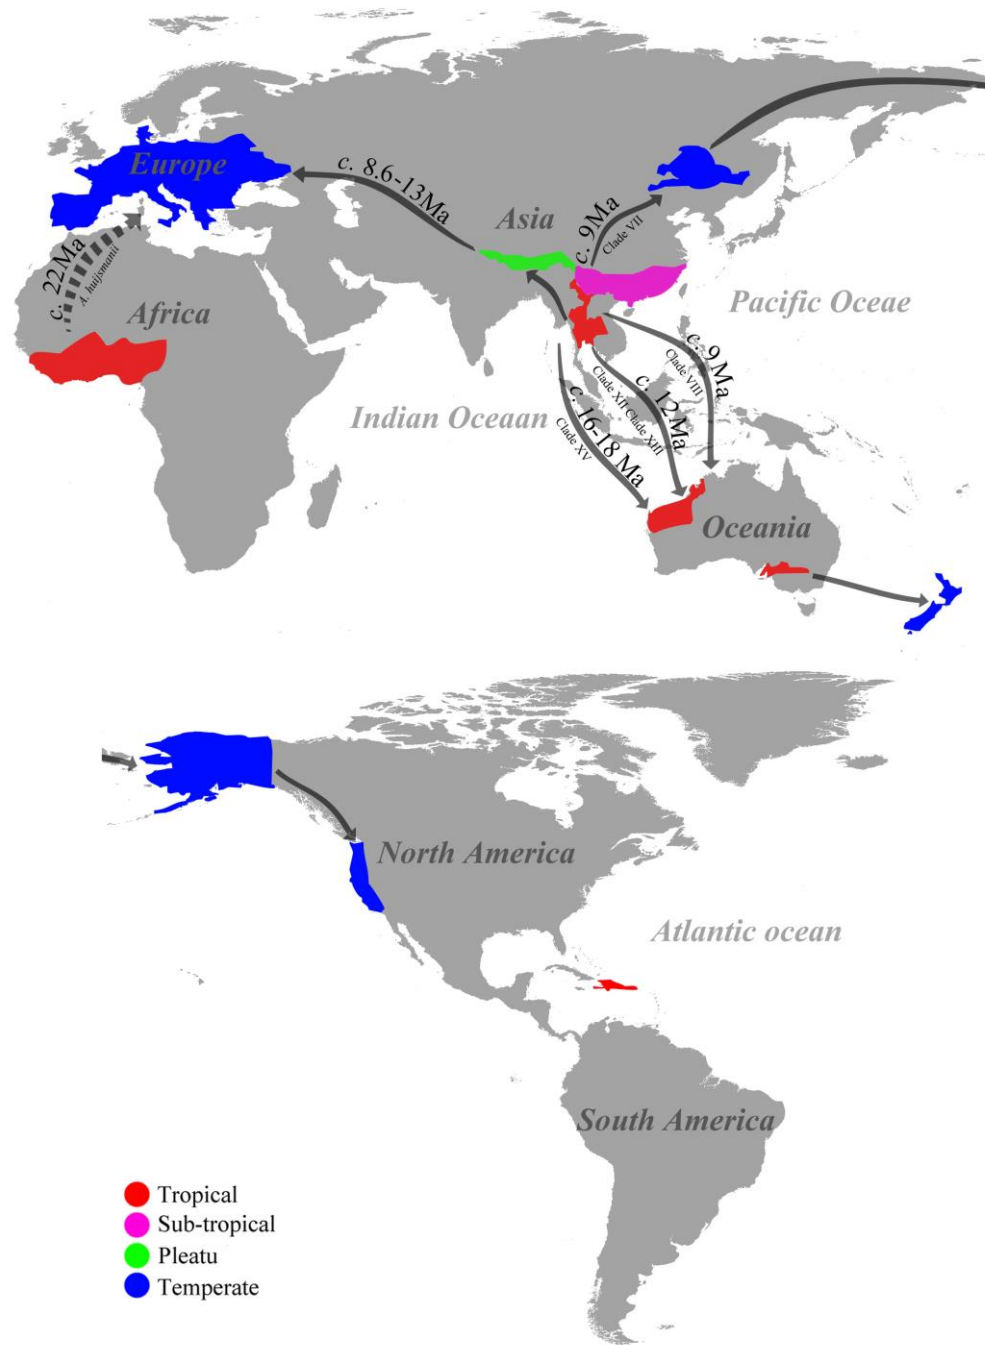 Europe
c. 8.6-13Ma
Asia
c. 9Ma
Clade VII
c. 22Ma
A. huijsmanii
Africa
Pacific Oceae
Indian Oceaan
c. 9Ma
Clade VIII
c. 12Ma
Clade XII Clade XIII
c. 16-18 Ma
Clade XV
Oceania
North America
Atlantic ocean
South America
Tropical
Sub-tropical
Pleatu
Temperate